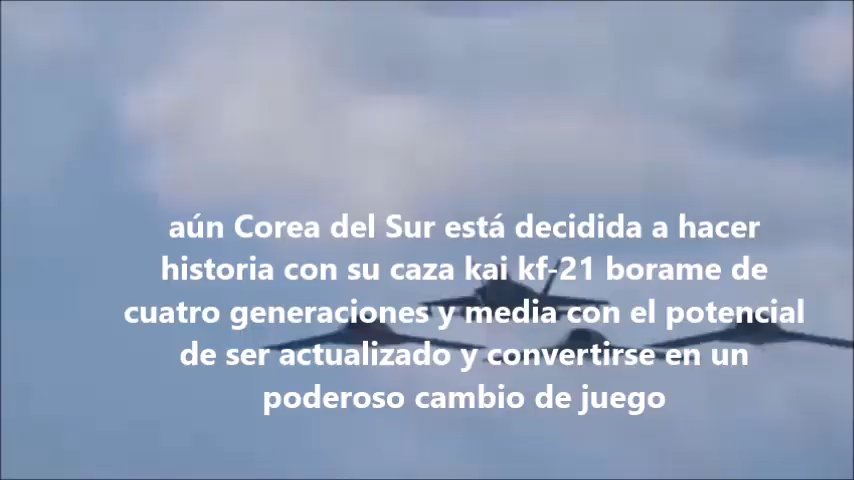 aún Corea del Sur está decidida a hacer
historia con su caza kai kf-21 borame de
cuatro generaciones y media con el potencial
de ser actualizado y convertirse en un
poderoso cambio de juego